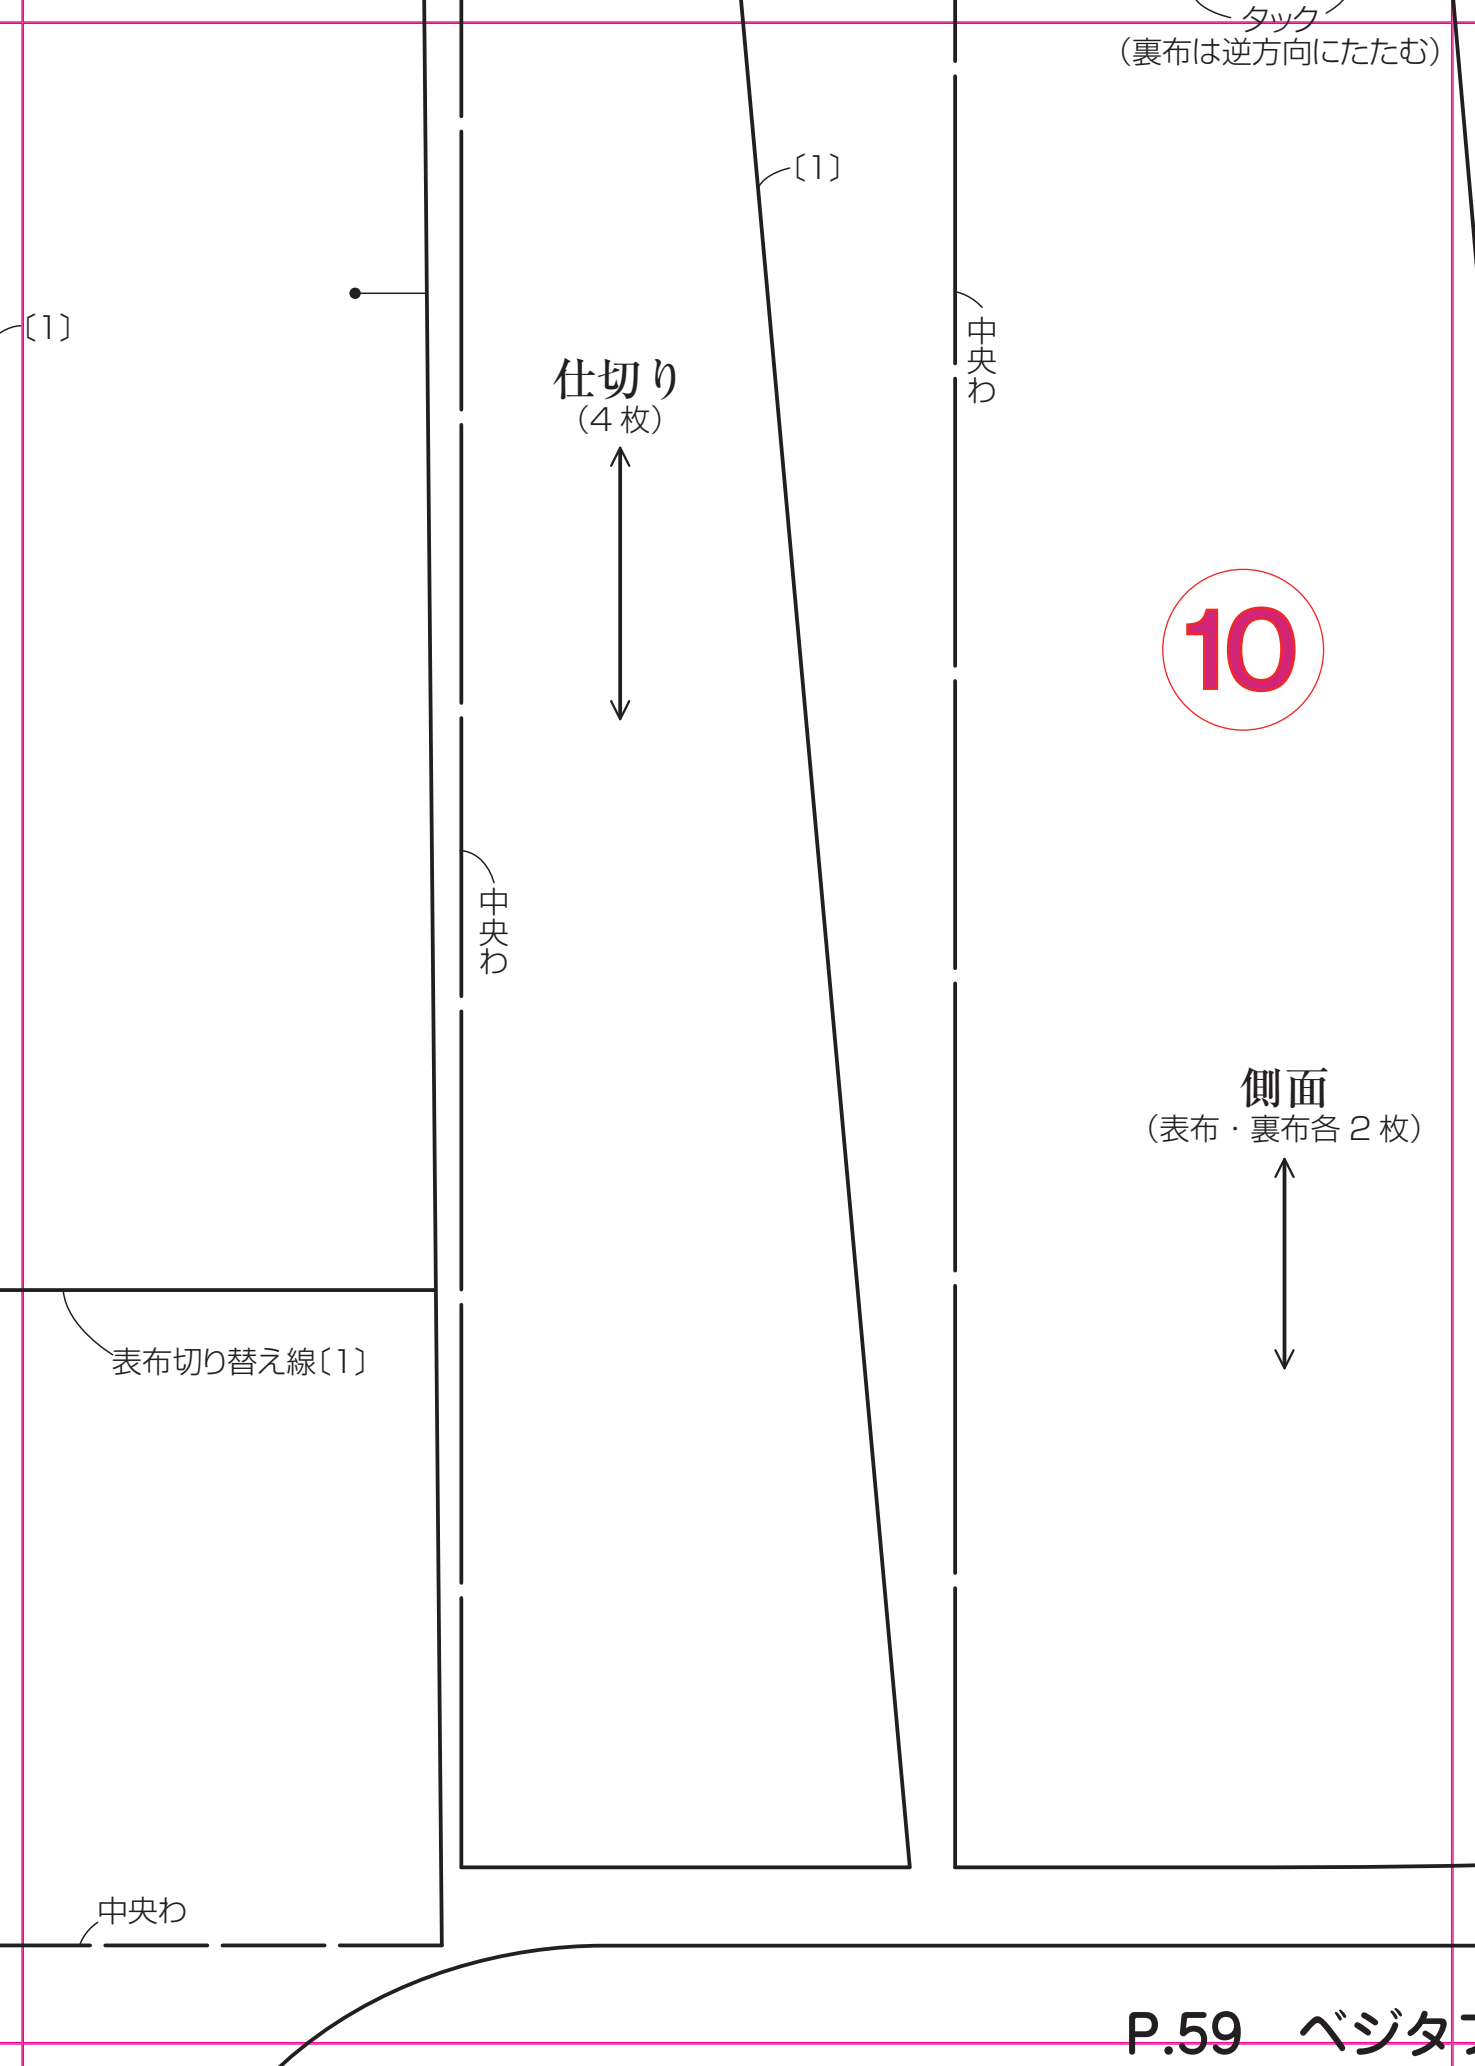 タック
（裏布は逆方向にたたむ）
〔1〕
〔1〕
中央わ
仕切り
（4 枚）
10
中央わ
側面
（表布・裏布各 2 枚）
表布切り替え線〔1〕
中央わ
P.59　ベジタ